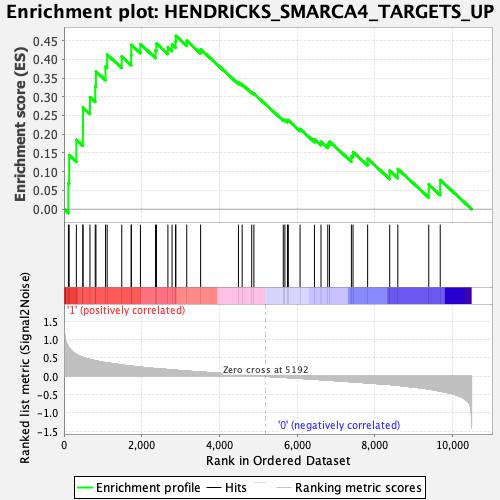 Enrichment plot: HENDRICKS_SMARCA4_TARGETS_UP
Enrichment score (ES)
0.45
0.40
0.35
0.30
0.25
0.20
0.15
0.10
0.05
0.00
'1' (positively correlated)
Ranked list metric (Signal2Noise)
1.5
1.0
0.5
0.0
-0.5
-1.0
-1.5
Zero cross at 5192
'0' (negatively correlated)
0 2,000 4,000 6,000 8,000 10,000
Rank in Ordered Dataset
Enrichment profile Hits Ranking metric scores